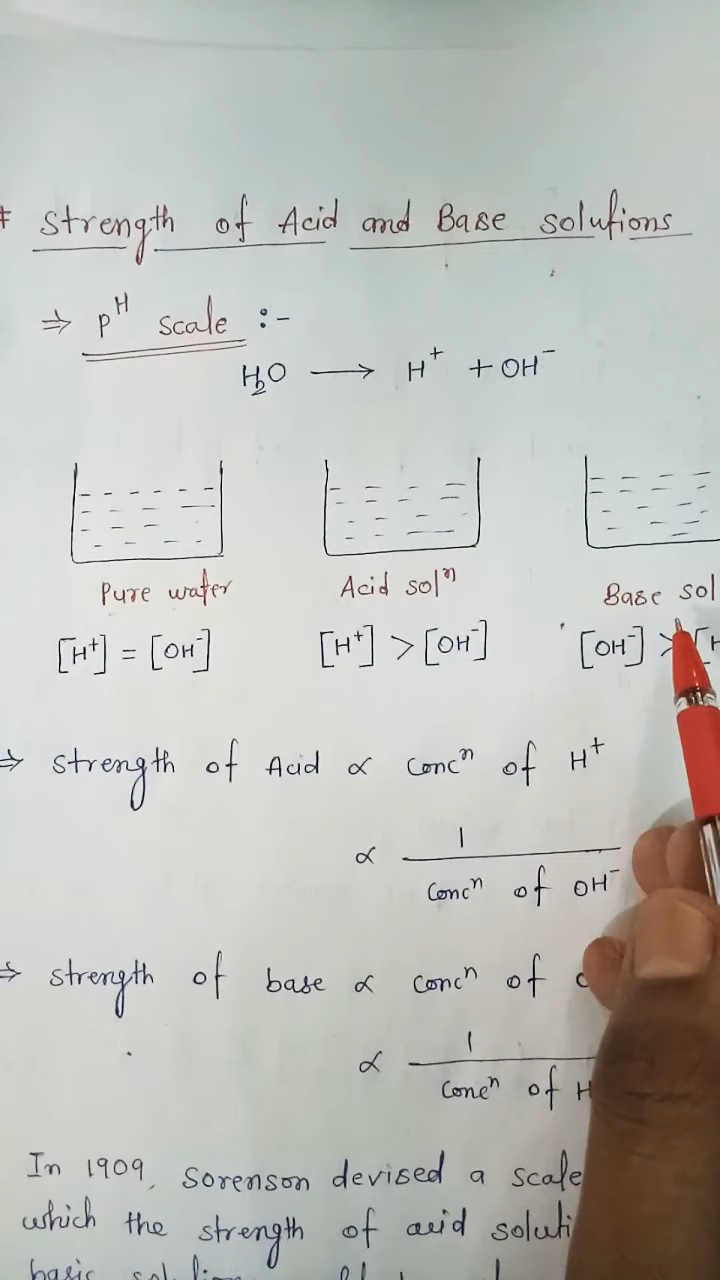 * Strength of Acid and Base solutions
⇒ p^H scale :-
H₂O ⟶ H⁺ + OH⁻
Pure water Acid solⁿ Base sol
[H⁺] = [OH⁻] [H⁺] > [OH⁻] [OH⁻] > [H
⇒ strength of Acid ∝ concⁿ of H⁺
∝ 1
concⁿ of OH⁻
⇒ strength of base ∝ concⁿ of
∝ 1
concⁿ of H
In 1909, Sorenson devised a scale
which the strength of acid soluti
basic